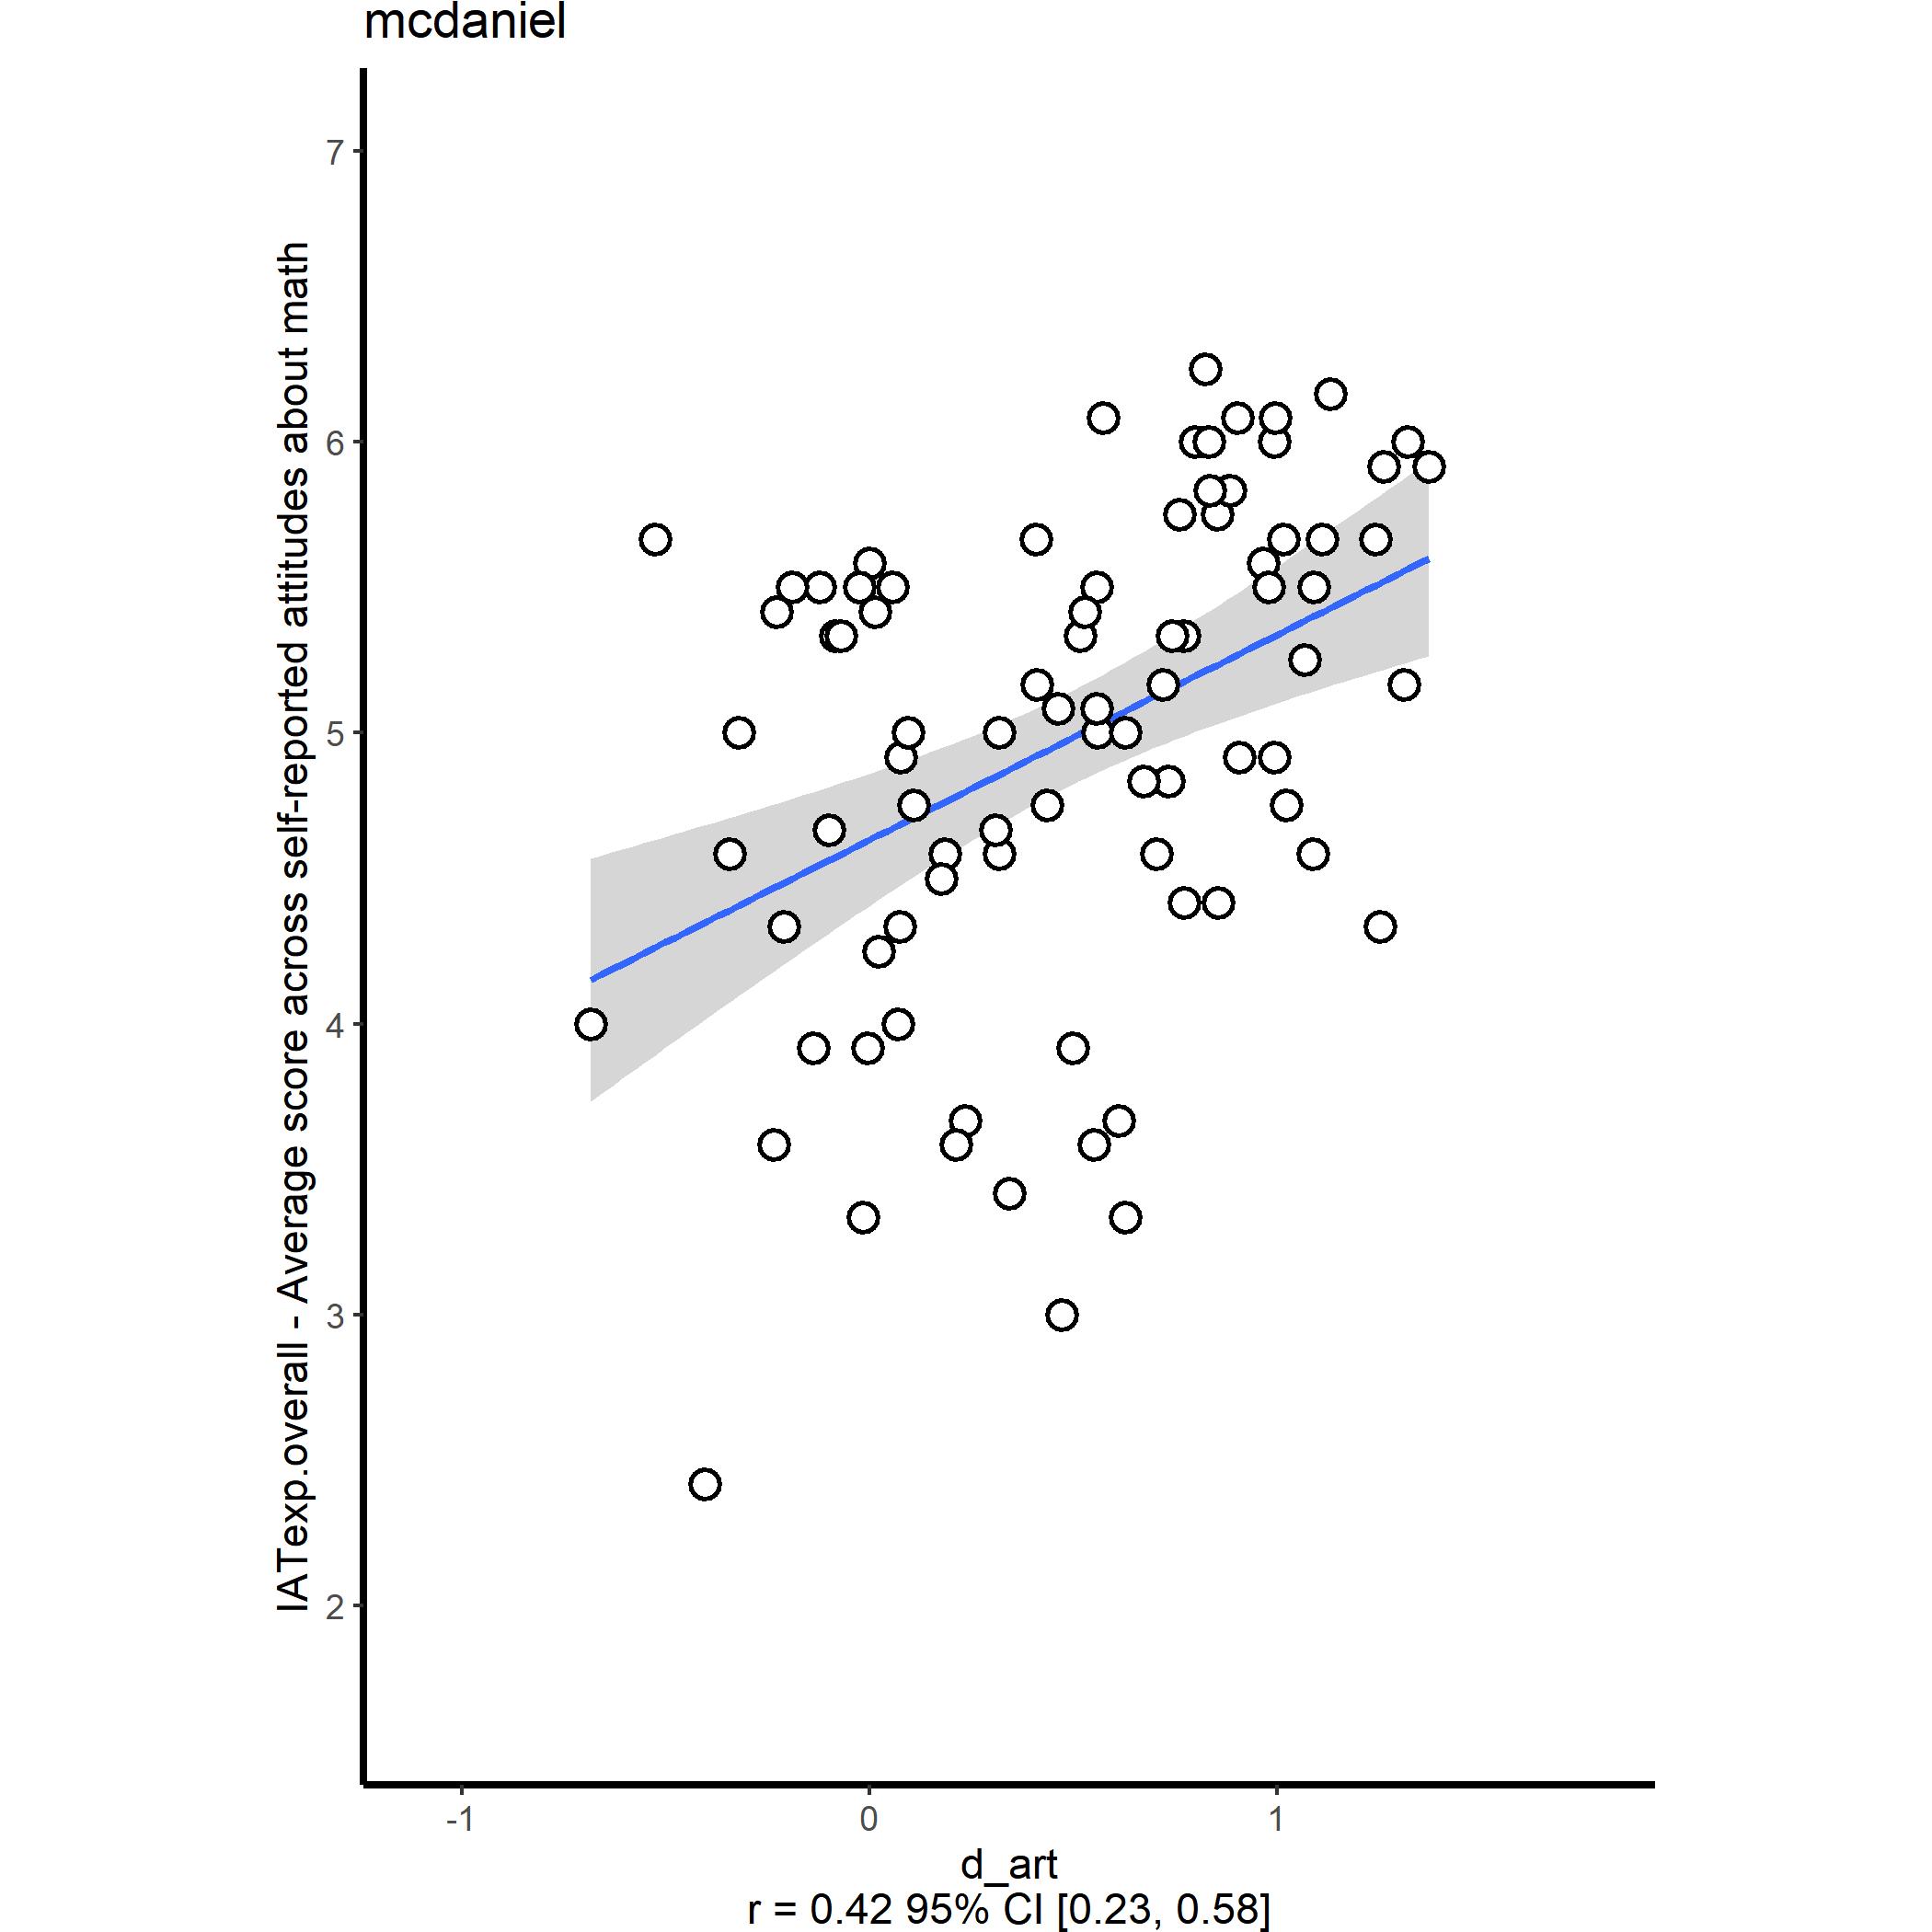 mcdaniel
IATexp.overall - Average score across self-reported attitudes about math
7
6
5
4
3
2
-1
0
1
d_art
r = 0.42 95% CI [0.23, 0.58]